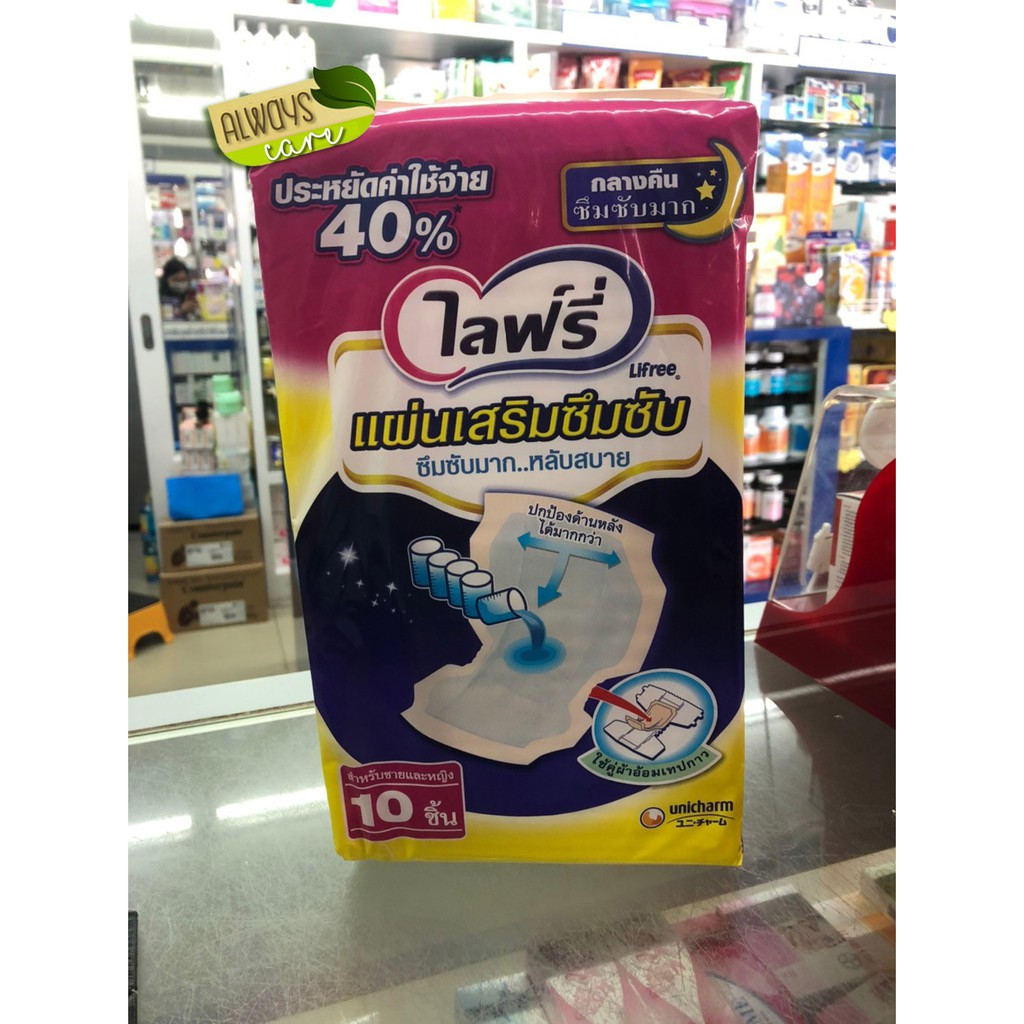 ALWAYS
care
ประหยัดค่าใช้จ่าย
40%*
กลางคืน
ซึมซับมาก
ไลฟ์รี่
Lifree®
แผ่นเสริมซึมซับ
ซึมซับมาก..หลับสบาย
ปกป้องด้านหลัง
ได้มากกว่า
ใช้คู่ผ้าอ้อมเทปกาว
สำหรับชายและหญิง
10 ชิ้น
unicharm
ユニ・チャーム